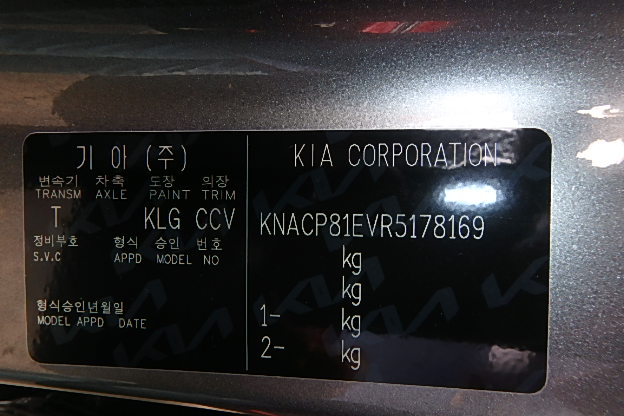 기 아 (주)
변속기 차축 도장 의장
TRANSM AXLE PAINT TRIM
T KLG CCV
정비부호 형식 승인 번호
S.V.C APPD MODEL NO
형식승인년월일
MODEL APPD DATE
KIA CORPORATION
KNACP81EVR5178169
kg
kg
1- kg
2- kg